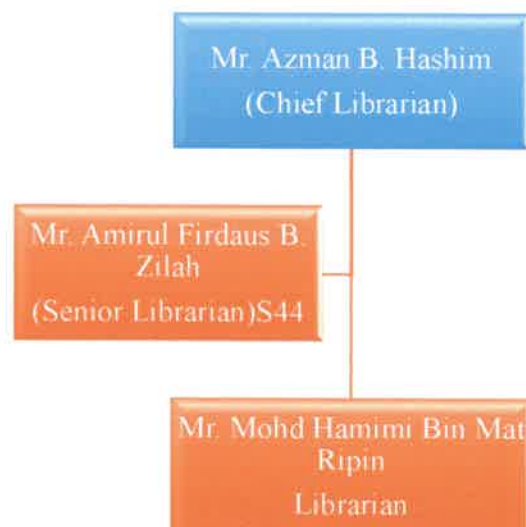 Mr. Azman B. Hashim
(Chief Librarian)
Mr. Amirul Firdaus B.
Zilah
(Senior Librarian)S44
Mr. Mohd Hamimi Bin Mat
Ripin
Librarian